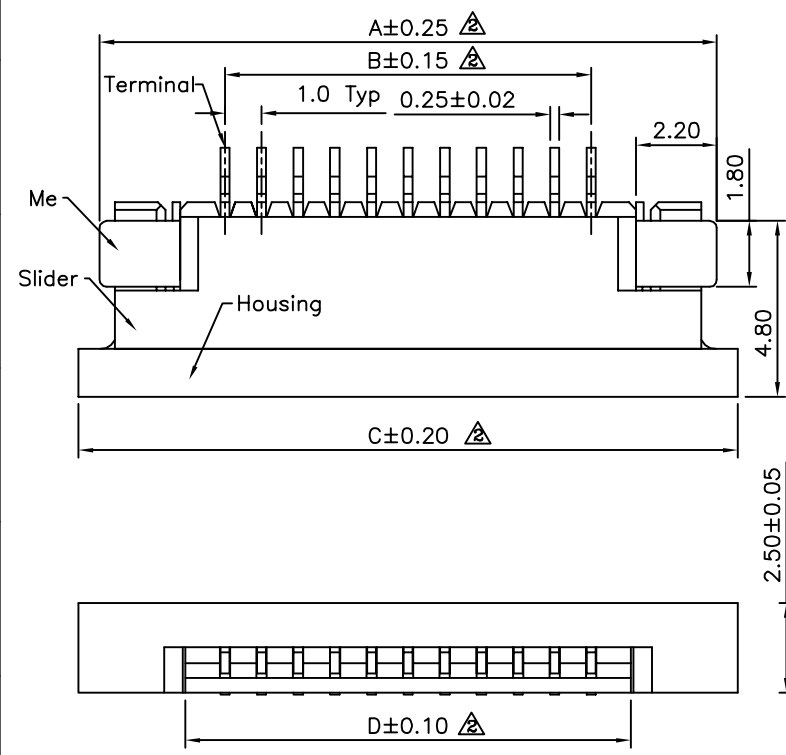 A±0.25 2
B±0.15 2
Terminal
1.0 Typ
0.25±0.02
2.20
1.80
Me
Slider
Housing
4.80
C±0.20 2
2.50±0.05
D±0.10 2